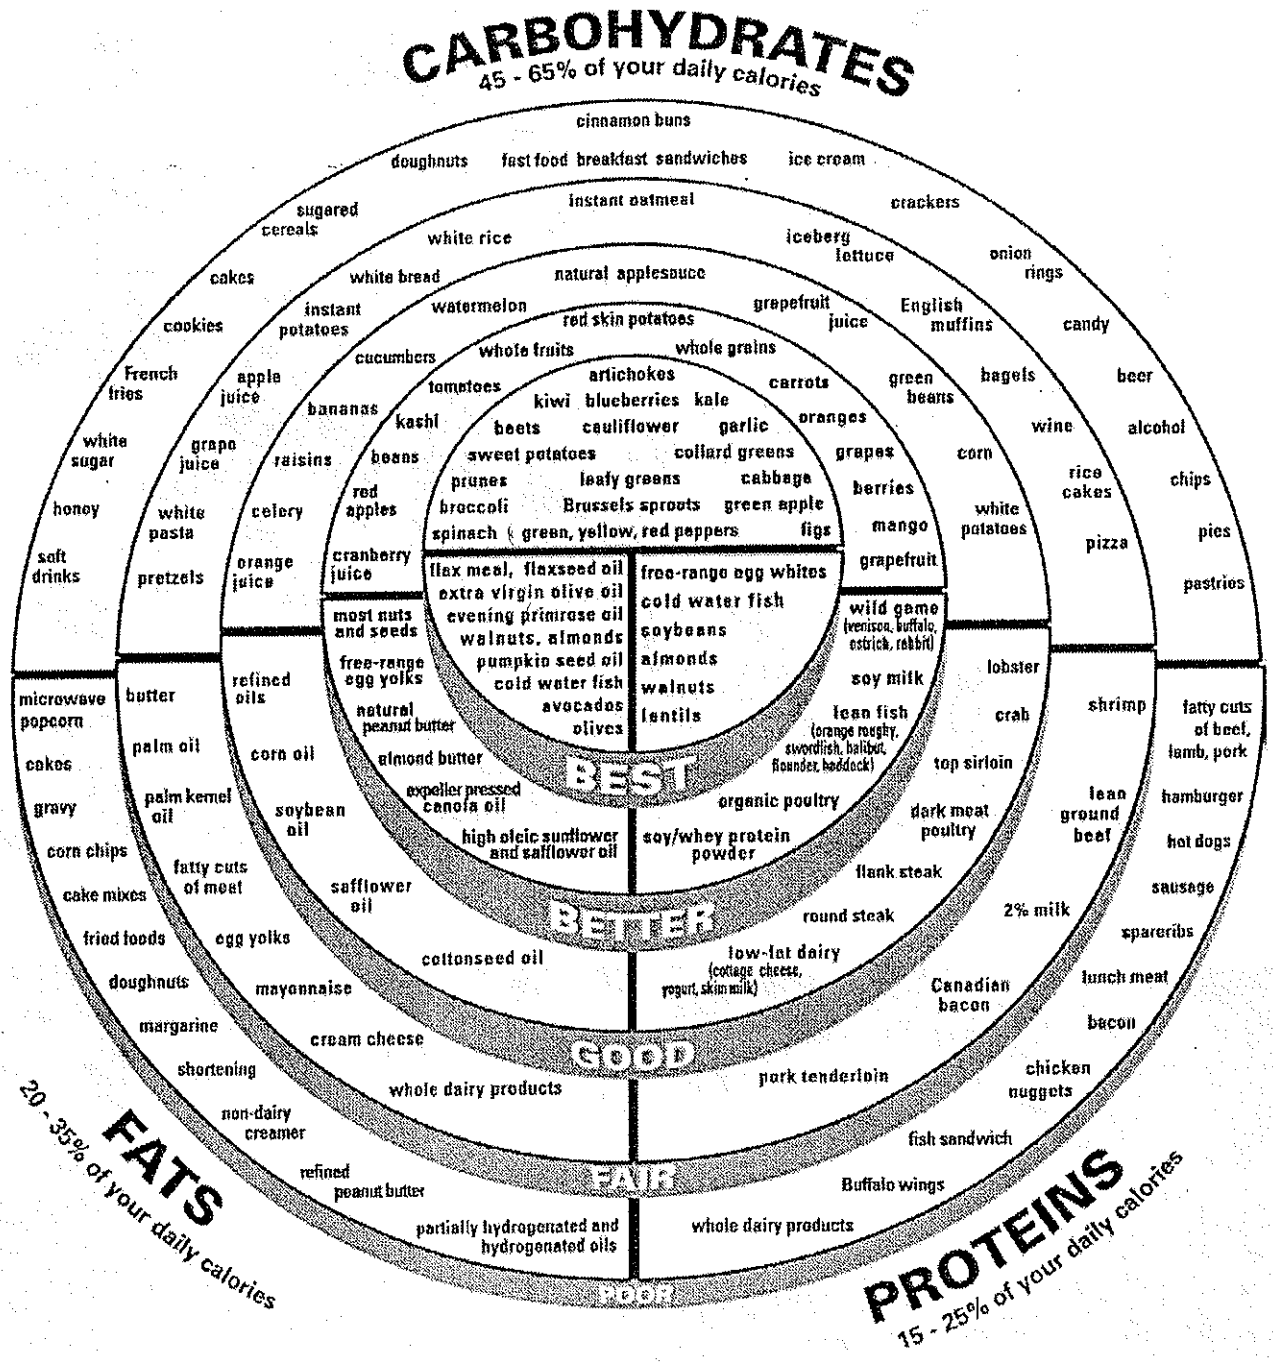 CARBOHYDRATES
45 - 65% of your daily calories
cinnamon buns
doughnuts
fast food breakfast sandwiches
ice cream
sugared
cereals
crackers
cakes
onion
rings
cookies
candy
French
fries
beer
white
sugar
alcohol
honey
chips
soft
drinks
pies
pastries
instant oatmeal
white rice
iceberg
lettuce
white bread
instant
potatoes
English
muffins
apple
juice
bagels
grape
juice
wine
white
pasta
rice
cakes
pretzels
pizza
natural applesauce
watermelon
grapefruit
juice
cucumbers
green
beans
bananas
corn
raisins
celery
white
potatoes
orange
juice
red skin potatoes
whole fruits
whole grains
tomatoes
carrots
kashi
oranges
beans
grapes
red
apples
berries
mango
cranberry
juice
grapefruit
artichokes
kiwi blueberries kale
beets cauliflower garlic
sweet potatoes collard greens
prunes leafy greens cabbage
broccoli Brussels sprouts green apple
spinach green, yellow, red peppers figs
flax meal, flaxseed oil
extra virgin olive oil
evening primrose oil
walnuts, almonds
pumpkin seed oil
cold water fish
avocados
olives
free-range egg whites
cold water fish
soybeans
almonds
walnuts
lentils
BEST
most nuts
and seeds
free-range
egg yolks
natural
peanut butter
almond butter
expeller pressed
canola oil
high oleic sunflower
and safflower oil
wild game
(venison, buffalo,
ostrich, rabbit)
soy milk
lean fish
(orange roughy,
swordfish, halibut,
flounder, haddock)
organic poultry
soy/whey protein
powder
BETTER
refined
oils
corn oil
soybean
oil
safflower
oil
cottonseed oil
lobster
crab
top sirloin
dark meat
poultry
flank steak
round steak
low-fat dairy
(cottage cheese,
yogurt, skim milk)
GOOD
butter
palm oil
palm kernel
oil
fatty cuts
of meat
egg yolks
mayonnaise
cream cheese
whole dairy products
shrimp
lean
ground
beef
2% milk
Canadian
bacon
pork tenderloin
FAIR
microwave
popcorn
cakes
gravy
corn chips
cake mixes
fried foods
doughnuts
margarine
shortening
non-dairy
creamer
refined
peanut butter
partially hydrogenated and
hydrogenated oils
fatty cuts
of beef,
lamb, pork
hamburger
hot dogs
sausage
spareribs
lunch meat
bacon
chicken
nuggets
fish sandwich
Buffalo wings
whole dairy products
POOR
FATS
20 - 35% of your daily calories
PROTEINS
15 - 25% of your daily calories